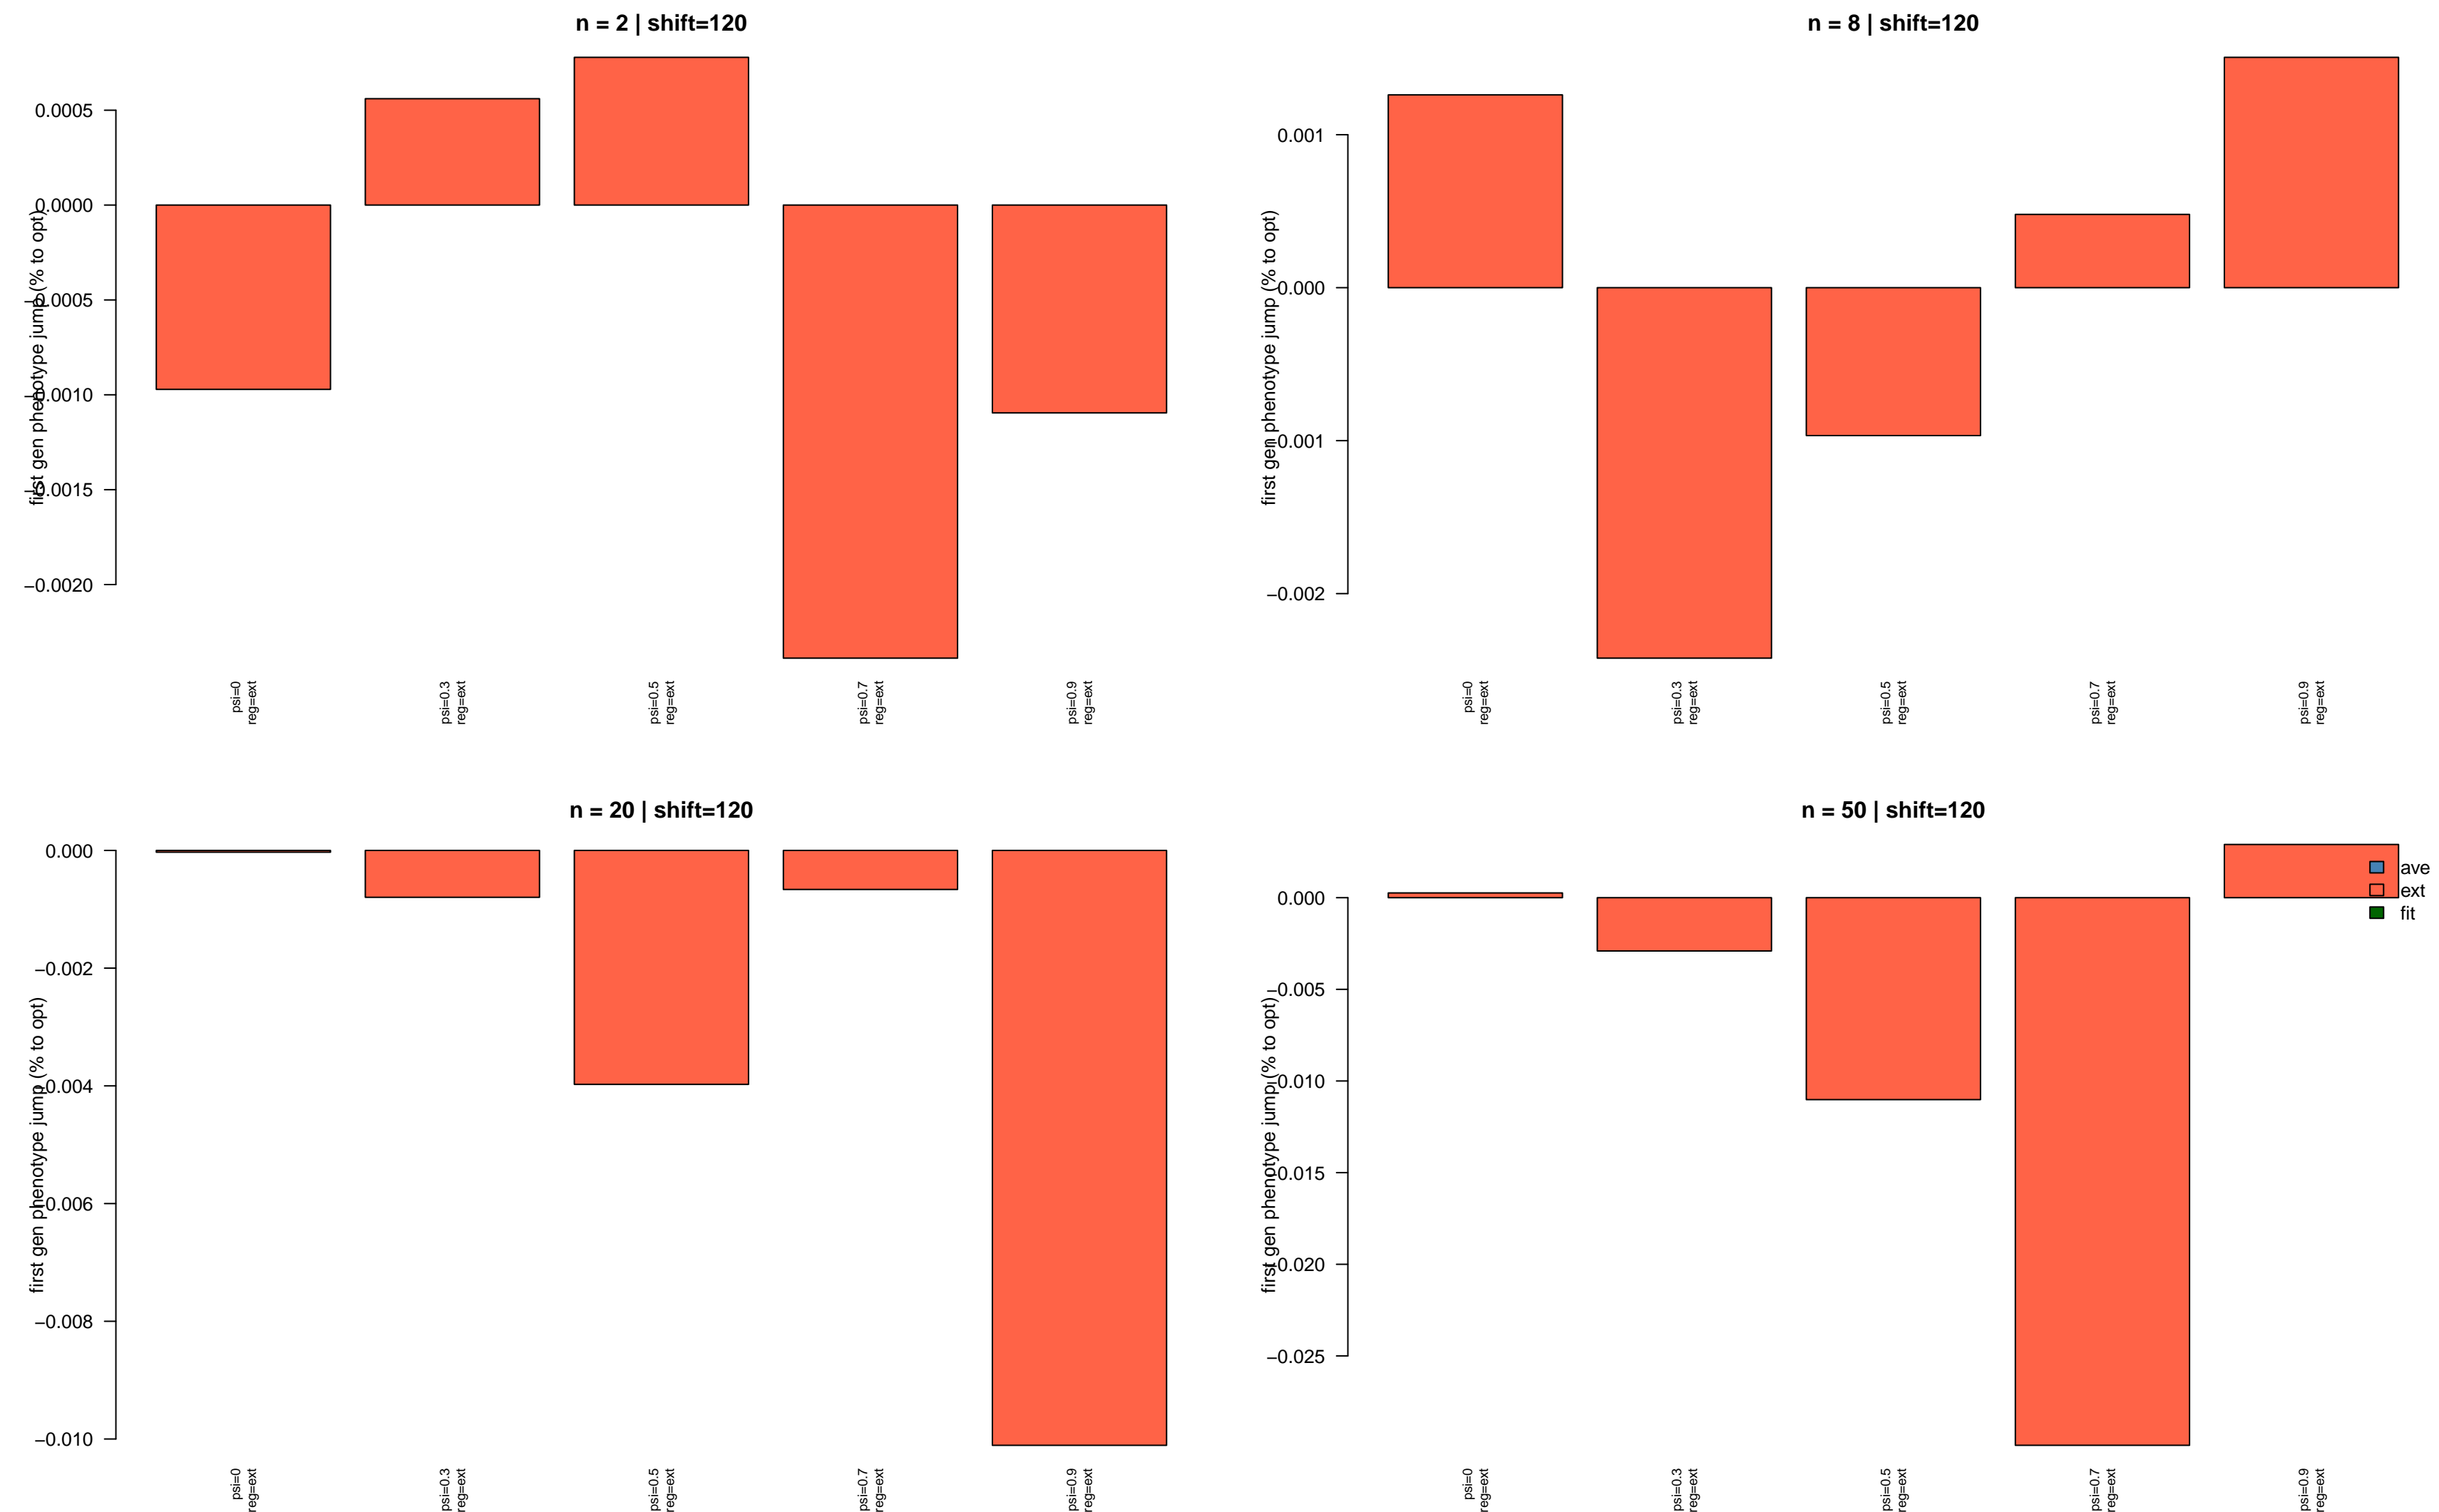 n = 2 | shift=120
first gen phenotype jump (% to opt)
0.0005
0.0000
−0.0005
−0.0010
−0.0015
−0.0020
psi=0
reg=ext
psi=0.3
reg=ext
psi=0.5
reg=ext
psi=0.7
reg=ext
psi=0.9
reg=ext
n = 8 | shift=120
first gen phenotype jump (% to opt)
0.001
0.000
−0.001
−0.002
psi=0
reg=ext
psi=0.3
reg=ext
psi=0.5
reg=ext
psi=0.7
reg=ext
psi=0.9
reg=ext
n = 20 | shift=120
first gen phenotype jump (% to opt)
0.000
−0.002
−0.004
−0.006
−0.008
−0.010
psi=0
reg=ext
psi=0.3
reg=ext
psi=0.5
reg=ext
psi=0.7
reg=ext
psi=0.9
reg=ext
n = 50 | shift=120
first gen phenotype jump (% to opt)
0.000
−0.005
−0.010
−0.015
−0.020
−0.025
psi=0
reg=ext
psi=0.3
reg=ext
psi=0.5
reg=ext
psi=0.7
reg=ext
psi=0.9
reg=ext
ave
ext
fit